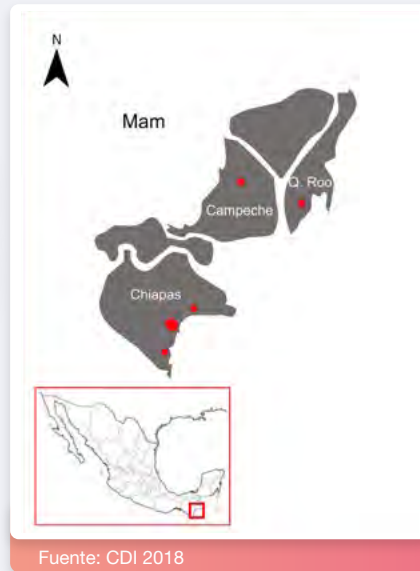 N
Mam
Q. Roo
Campeche
Chiapas
Fuente: CDI 2018